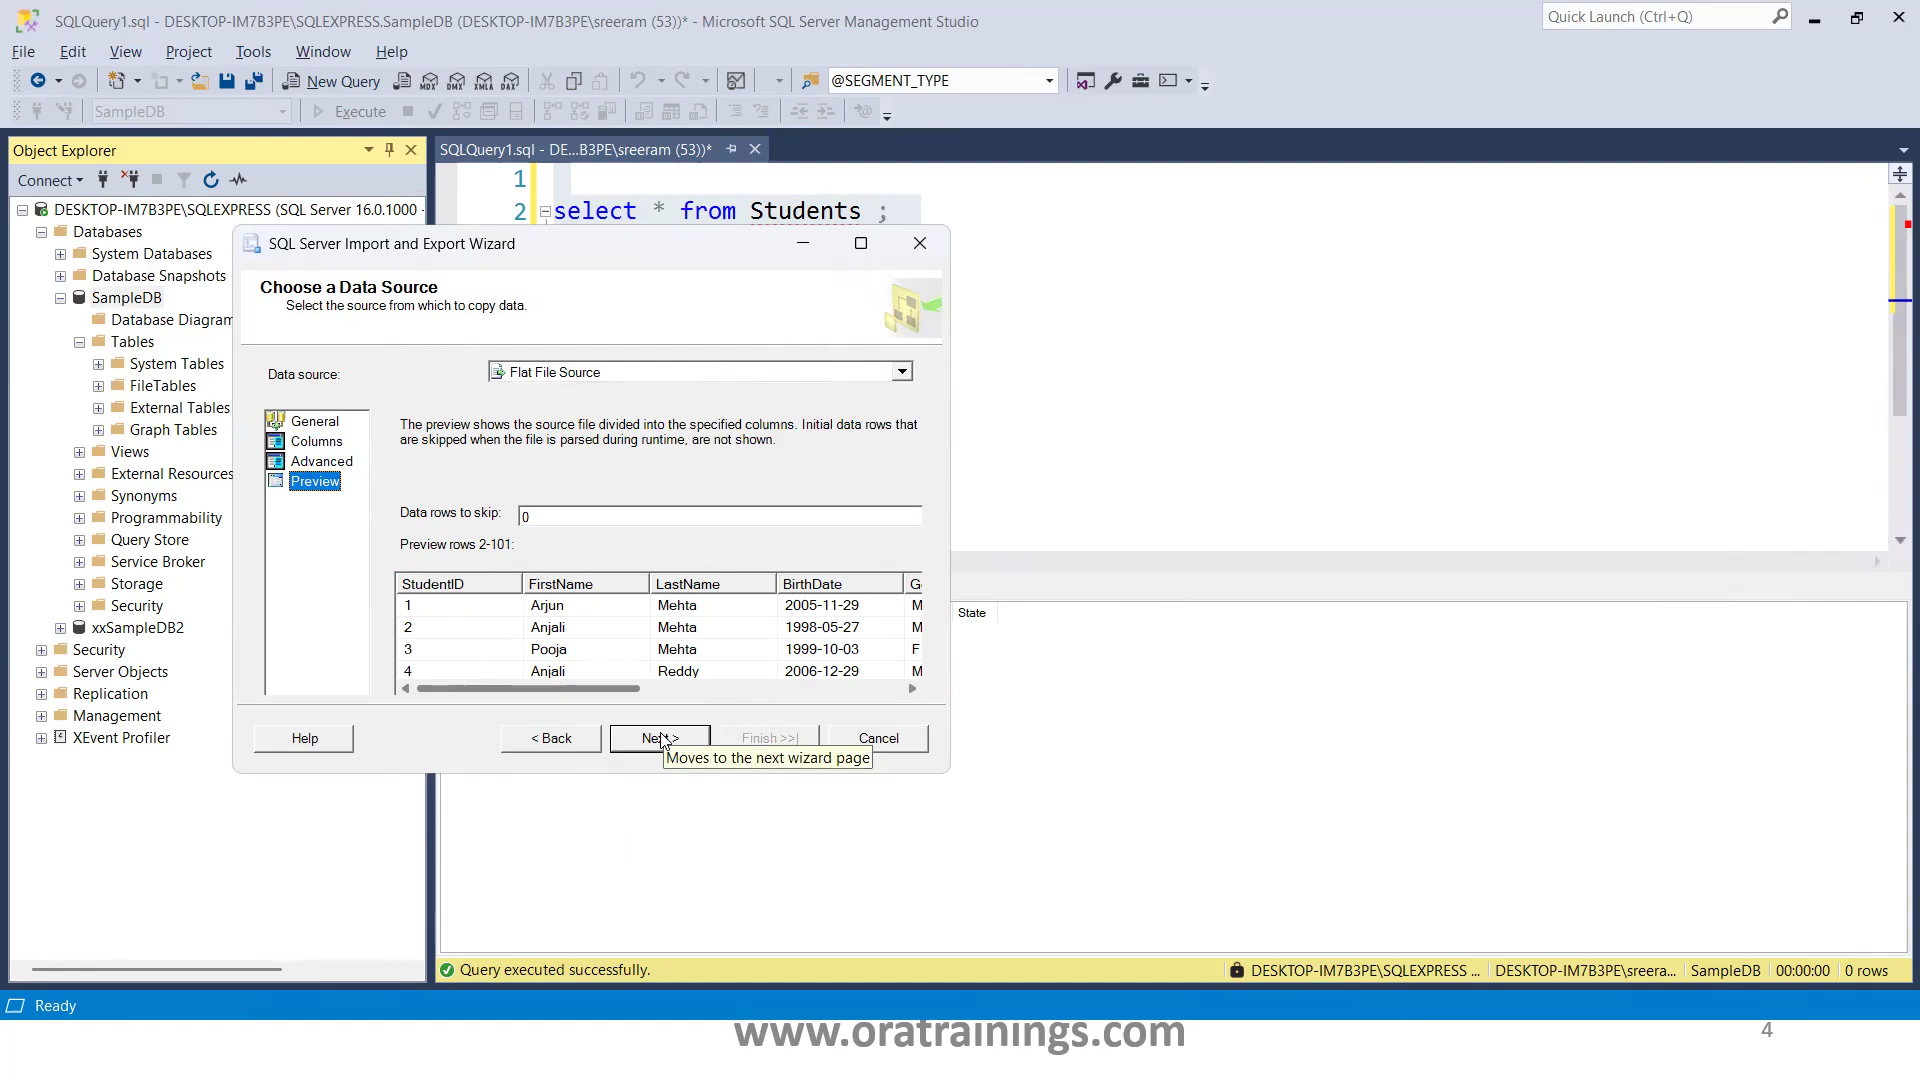 SQLQuery1.sql - DESKTOP-IM7B3PE\SQLEXPRESS.SampleDB (DESKTOP-IM7B3PE\sreeram (53))* - Microsoft SQL Server Management Studio
Quick Launch (Ctrl+Q)
File Edit View Project Tools Window Help
New Query
MDX DMX XMLA DAX
@SEGMENT_TYPE
SampleDB
Execute
Object Explorer
SQLQuery1.sql - DE...B3PE\sreeram (53))*
Connect
1
2 select * from Students ;
DESKTOP-IM7B3PE\SQLEXPRESS (SQL Server 16.0.1000 -
Databases
System Databases
Database Snapshots
SampleDB
Database Diagram
Tables
System Tables
FileTables
External Tables
Graph Tables
Views
External Resources
Synonyms
Programmability
Query Store
Service Broker
Storage
Security
xxSampleDB2
Security
Server Objects
Replication
Management
XEvent Profiler
SQL Server Import and Export Wizard
Choose a Data Source
Select the source from which to copy data.
Data source: Flat File Source
General
Columns
Advanced
Preview
The preview shows the source file divided into the specified columns. Initial data rows that
are skipped when the file is parsed during runtime, are not shown.
Data rows to skip: 0
Preview rows 2-101:
StudentID FirstName LastName BirthDate G
1 Arjun Mehta 2005-11-29 M
2 Anjali Mehta 1998-05-27 M
3 Pooja Mehta 1999-10-03 F
4 Anjali Reddy 2006-12-29 M
Help < Back Next > Finish >>| Cancel
Moves to the next wizard page
State
Query executed successfully.
DESKTOP-IM7B3PE\SQLEXPRESS ... DESKTOP-IM7B3PE\sreera... SampleDB 00:00:00 0 rows
Ready
www.oratrainings.com
4